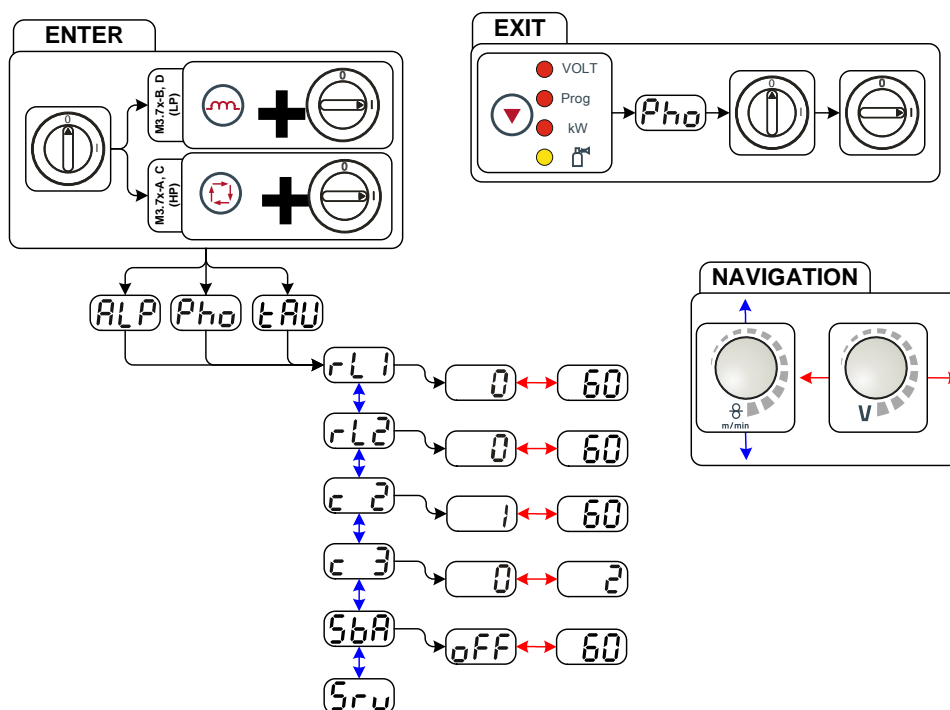 ENTER
0
I
M3.7x-B, D
(LP)
0
I
M3.7x-A, C
(HP)
0
I
EXIT
VOLT
Prog
kW
Pho
0
I
0
I
ALP Pho tAU
NAVIGATION
m/min
V
rL1 0 60
rL2 0 60
c 2 1 60
c 3 0 2
SbA oFF 60
Srv